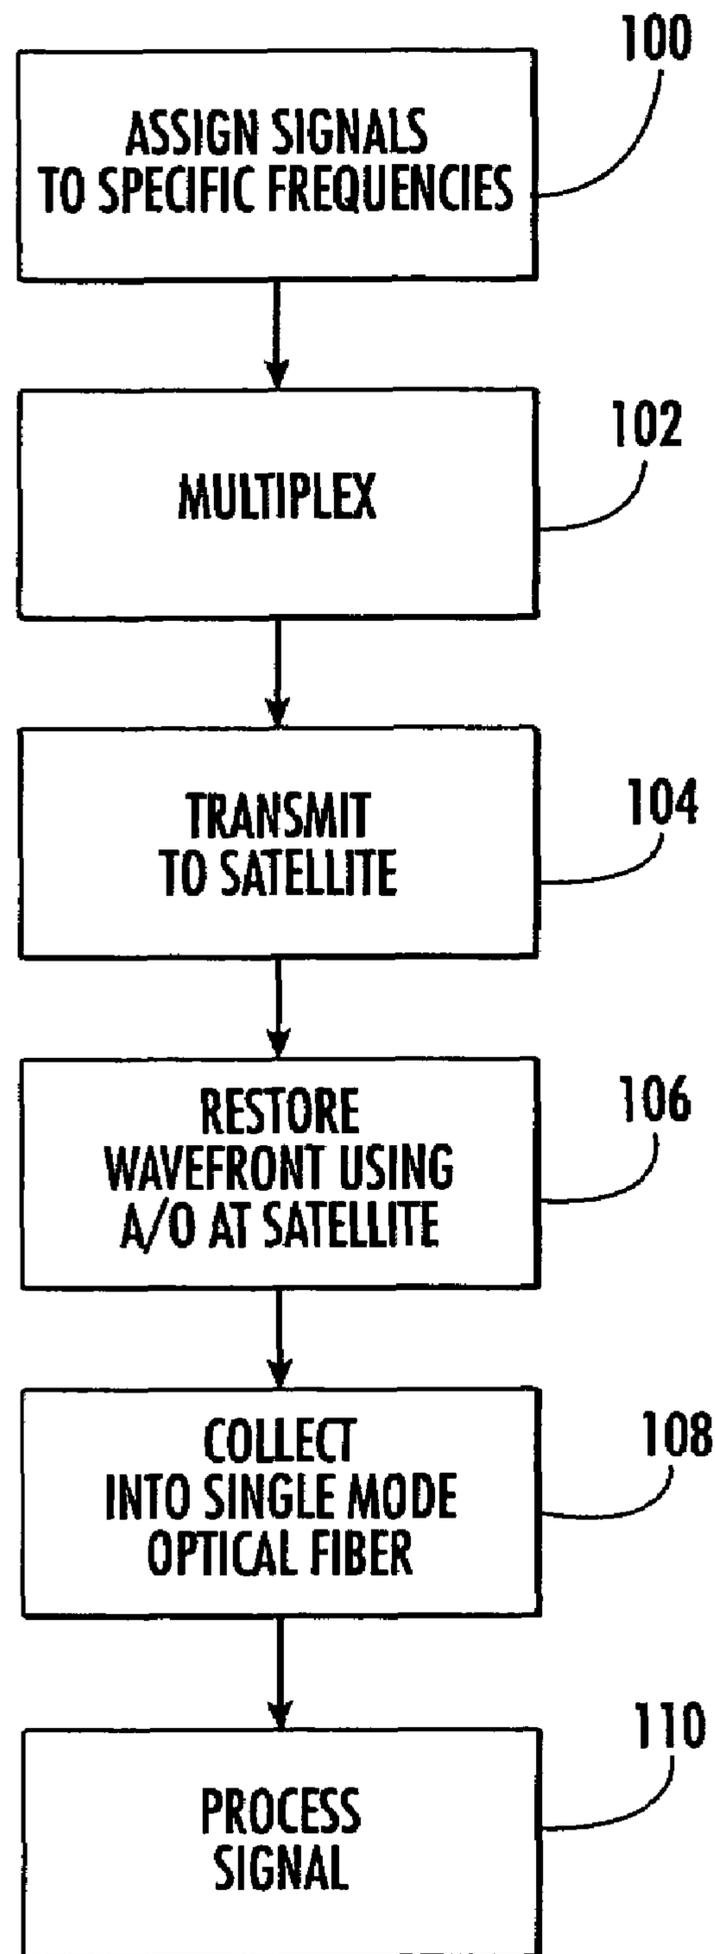 100
ASSIGN SIGNALS
TO SPECIFIC FREQUENCIES
102
MULTIPLEX
104
TRANSMIT
TO SATELLITE
106
RESTORE
WAVEFRONT USING
A/O AT SATELLITE
108
COLLECT
INTO SINGLE MODE
OPTICAL FIBER
110
PROCESS
SIGNAL